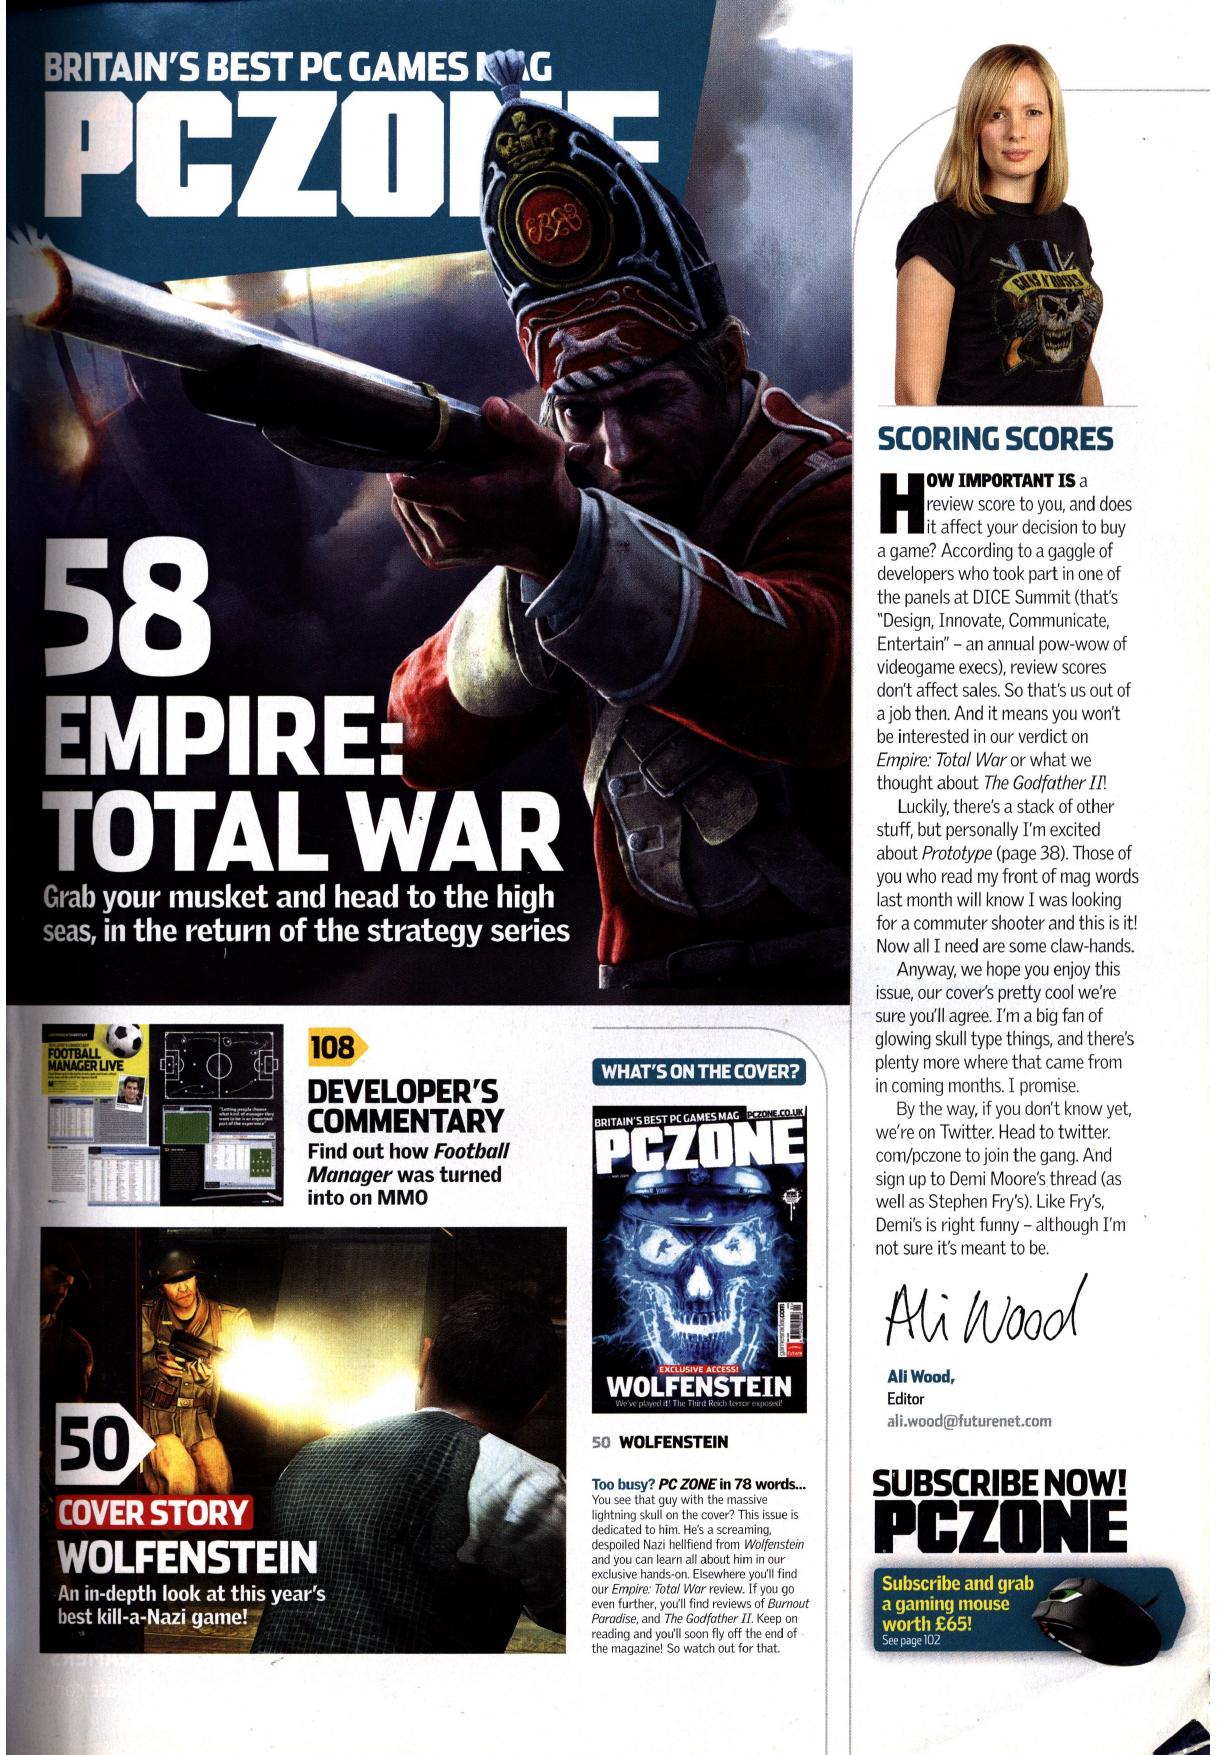 BRITAIN'S BEST PC GAMES MAG
PCZONE
58
EMPIRE:
TOTAL WAR
Grab your musket and head to the high
seas, in the return of the strategy series
GUNS N' ROSES
SCORING SCORES
HOW IMPORTANT IS a
review score to you, and does
it affect your decision to buy
a game? According to a gaggle of
developers who took part in one of
the panels at DICE Summit (that's
"Design, Innovate, Communicate,
Entertain" – an annual pow-wow of
videogame execs), review scores
don't affect sales. So that's us out of
a job then. And it means you won't
be interested in our verdict on
Empire: Total War or what we
thought about The Godfather II!
Luckily, there's a stack of other
stuff, but personally I'm excited
about Prototype (page 38). Those of
you who read my front of mag words
last month will know I was looking
for a commuter shooter and this is it!
Now all I need are some claw-hands.
Anyway, we hope you enjoy this
issue, our cover's pretty cool we're
sure you'll agree. I'm a big fan of
glowing skull type things, and there's
plenty more where that came from
in coming months. I promise.
By the way, if you don't know yet,
we're on Twitter. Head to twitter.
com/pczone to join the gang. And
sign up to Demi Moore's thread (as
well as Stephen Fry's). Like Fry's,
Demi's is right funny – although I'm
not sure it's meant to be.
Ali Wood
Ali Wood,
Editor
ali.wood@futurenet.com
SUBSCRIBE NOW!
PCZONE
Subscribe and grab
a gaming mouse
worth £65!
See page 102
FOOTBALL
MANAGER LIVE
"Letting people choose
what kind of manager they
want to be is an important
part of the experience"
108
DEVELOPER'S
COMMENTARY
Find out how Football
Manager was turned
into on MMO
50
COVER STORY
WOLFENSTEIN
An in-depth look at this year's
best kill-a-Nazi game!
WHAT'S ON THE COVER?
BRITAIN'S BEST PC GAMES MAG PCZONE.CO.UK
PCZONE
EXCLUSIVE ACCESS!
WOLFENSTEIN
We've played it! The Third Reich terror exposed!
50 WOLFENSTEIN
Too busy? PC ZONE in 78 words...
You see that guy with the massive
lightning skull on the cover? This issue is
dedicated to him. He's a screaming,
despoiled Nazi hellfiend from Wolfenstein
and you can learn all about him in our
exclusive hands-on. Elsewhere you'll find
our Empire: Total War review. If you go
even further, you'll find reviews of Burnout
Paradise, and The Godfather II. Keep on
reading and you'll soon fly off the end of
the magazine! So watch out for that.